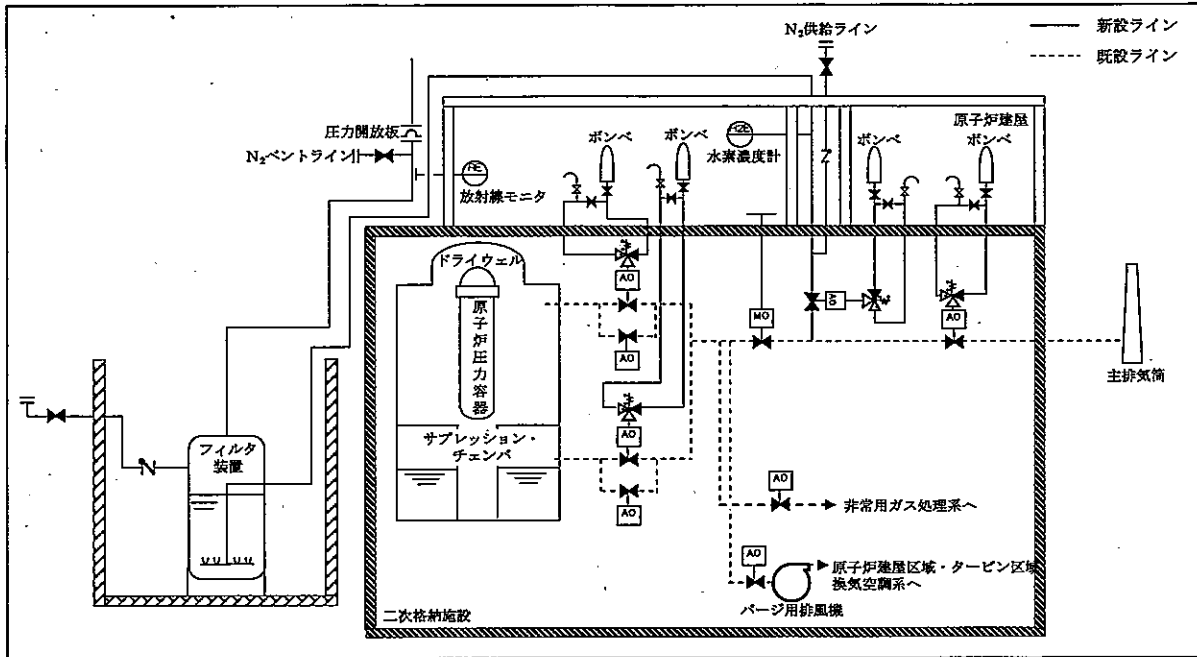 N₂供給ライン
新設ライン
既設ライン
圧力開放板
N₂ベントライン
RE
放射線モニタ
ボンベ
ボンベ
H2E
水素濃度計
原子炉建屋
ボンベ
ボンベ
ドライウェル
原子炉圧力容器
AO
AO
MO
AO
AO
主排気筒
サプレッション・
チェンバ
AO
AO
フィルタ
装置
AO
非常用ガス処理系へ
AO
原子炉建屋区域・タービン区域
換気空調系へ
パージ用排風機
二次格納施設